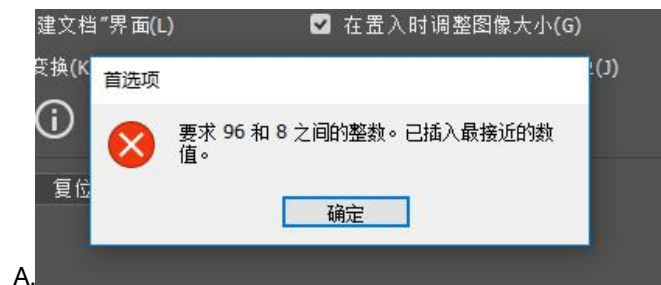 建文档"界面(L)
在置入时调整图像大小(G)
变换(K
(J)
首选项
要求 96 和 8 之间的整数。已插入最接近的数
值。
复位
确定
A.